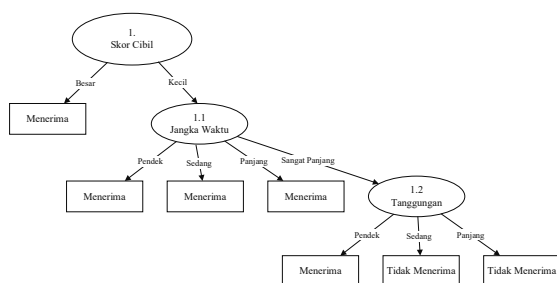 1.
Skor Cibil
Besar
Kecil
Menerima
1.1
Jangka Waktu
Pendek
Sedang
Panjang
Sangat Panjang
Menerima
Menerima
Menerima
1.2
Tanggungan
Pendek
Sedang
Panjang
Menerima
Tidak Menerima
Tidak Menerima